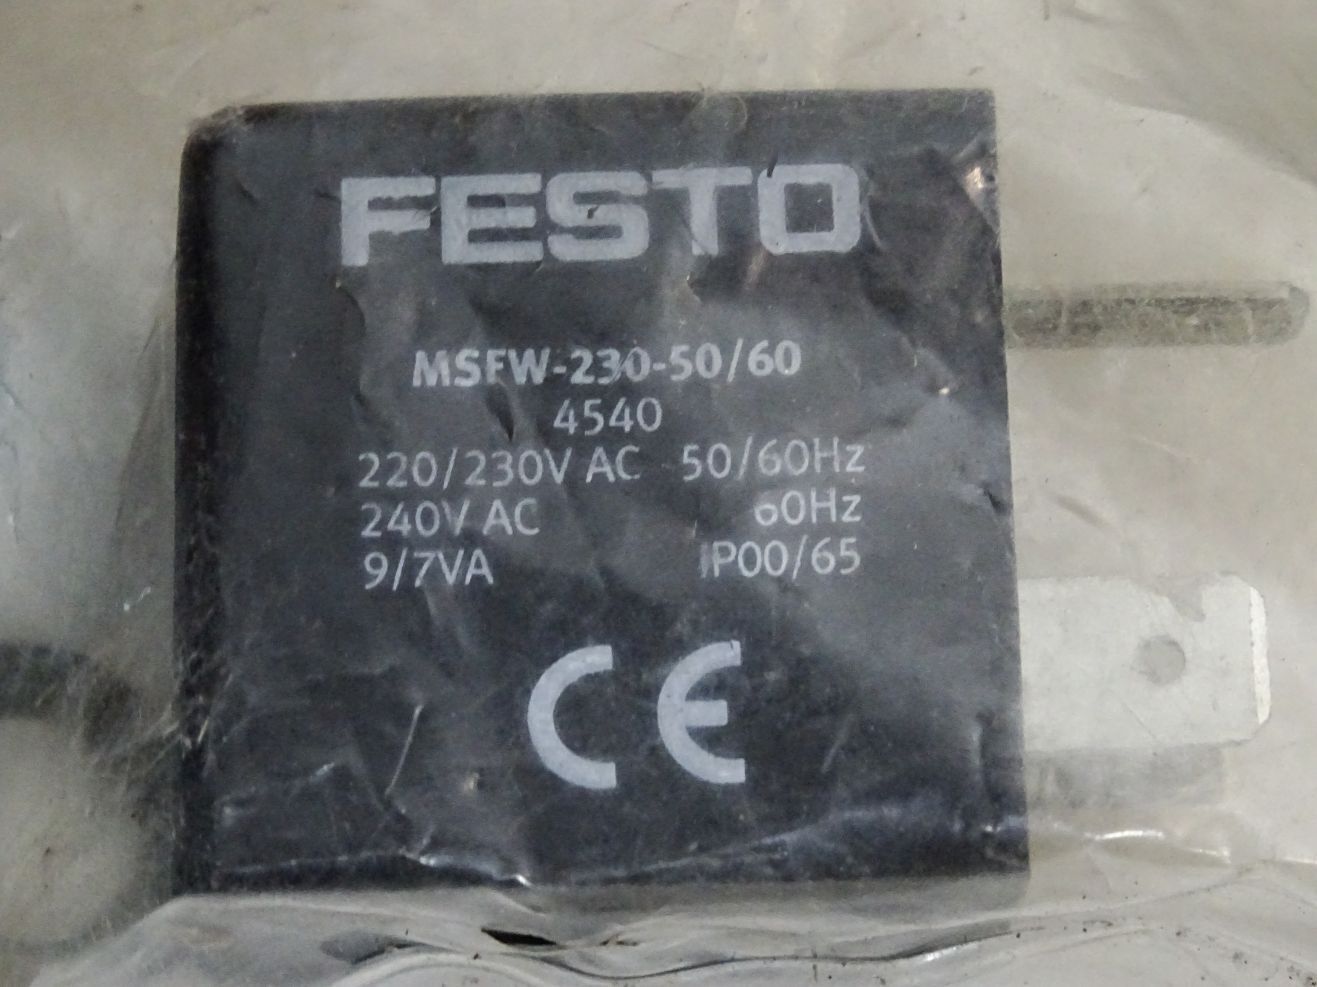 FESTO
MSFW-230-50/60
4540
220/230V AC 50/60Hz
240V AC 60Hz
9/7VA IP00/65
CE